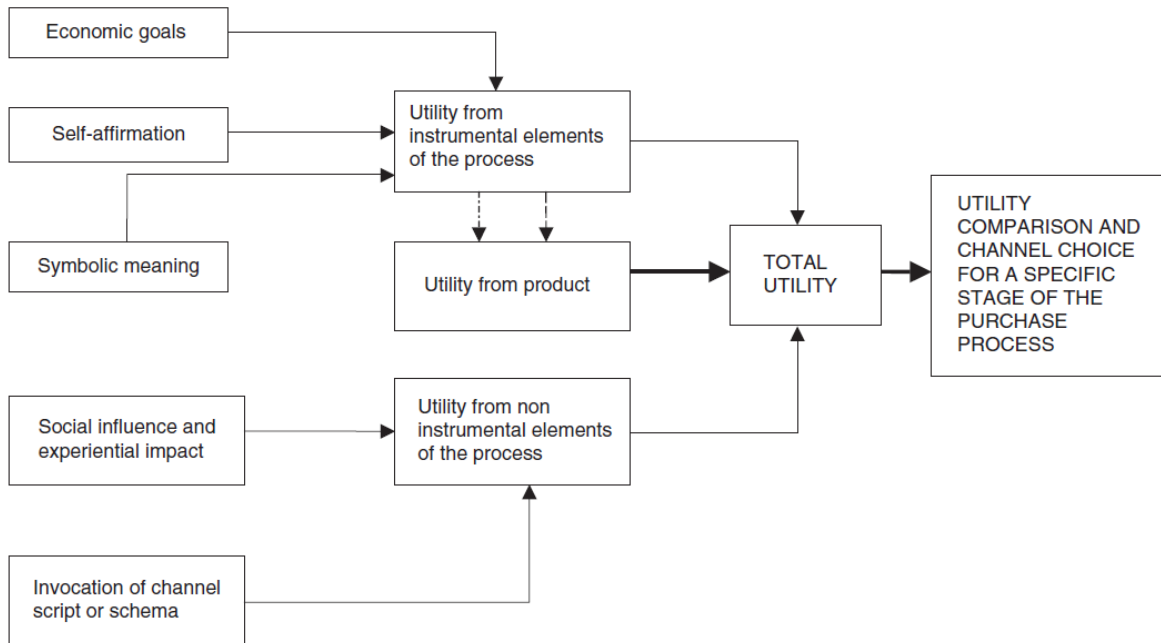 Economic goals
Self-affirmation
Symbolic meaning
Utility from
instrumental elements
of the process
Utility from product
Social influence and
experiential impact
Utility from non
instrumental elements
of the process
Invocation of channel
script or schema
TOTAL
UTILITY
UTILITY
COMPARISON AND
CHANNEL CHOICE
FOR A SPECIFIC
STAGE OF THE
PURCHASE
PROCESS